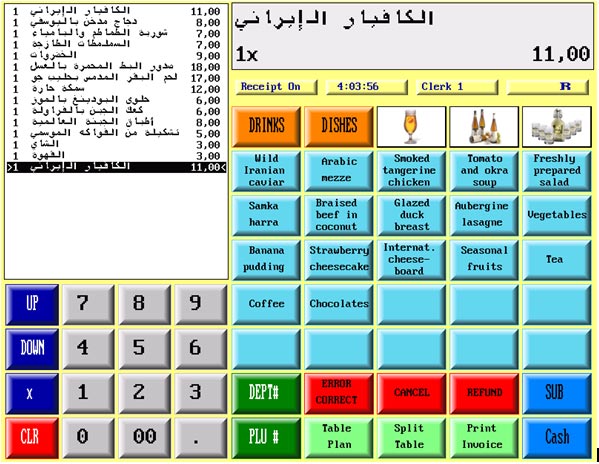 1 الكافيار الإيراني 11,00
1 دجاج مدخن باليوسفي 8,00
1 شوربة الطماطم والبامياء 7,00
1 السلطات الطازجة 7,00
1 الخضروات 9,00
1 صدور البط المحمرة بالعسل 18,00
1 لحم البقر المدمس بحليب جو 17,00
1 سمكة حارة 12,00
1 حلوى البودينغ بالموز 6,00
1 كعك الجبن بالفراولة 6,00
1 أطباق الجبنة العالمية 8,00
1 تشكيلة من الفواكه الموسمي 5,00
1 الشاي 3,00
1 القهوة 3,00
>1 الكافيار الإيراني 11,00<
الكافيار الإيراني
1x 11,00
Receipt On 4:03:56 Clerk 1 R
DRINKS DISHES
Wild Iranian caviar
Arabic mezze
Smoked tangerine chicken
Tomato and okra soup
Freshly prepared salad
Samka harra
Braised beef in coconut
Glazed duck breast
Aubergine lasagne
Vegetables
Banana pudding
Strawberry cheesecake
Internat. cheese-board
Seasonal fruits
Tea
Coffee
Chocolates
UP 7 8 9
DOWN 4 5 6
x 1 2 3
CLR 0 00 .
DEPT# ERROR CORRECT CANCEL REFUND SUB
PLU # Table Plan Split Table Print Invoice Cash